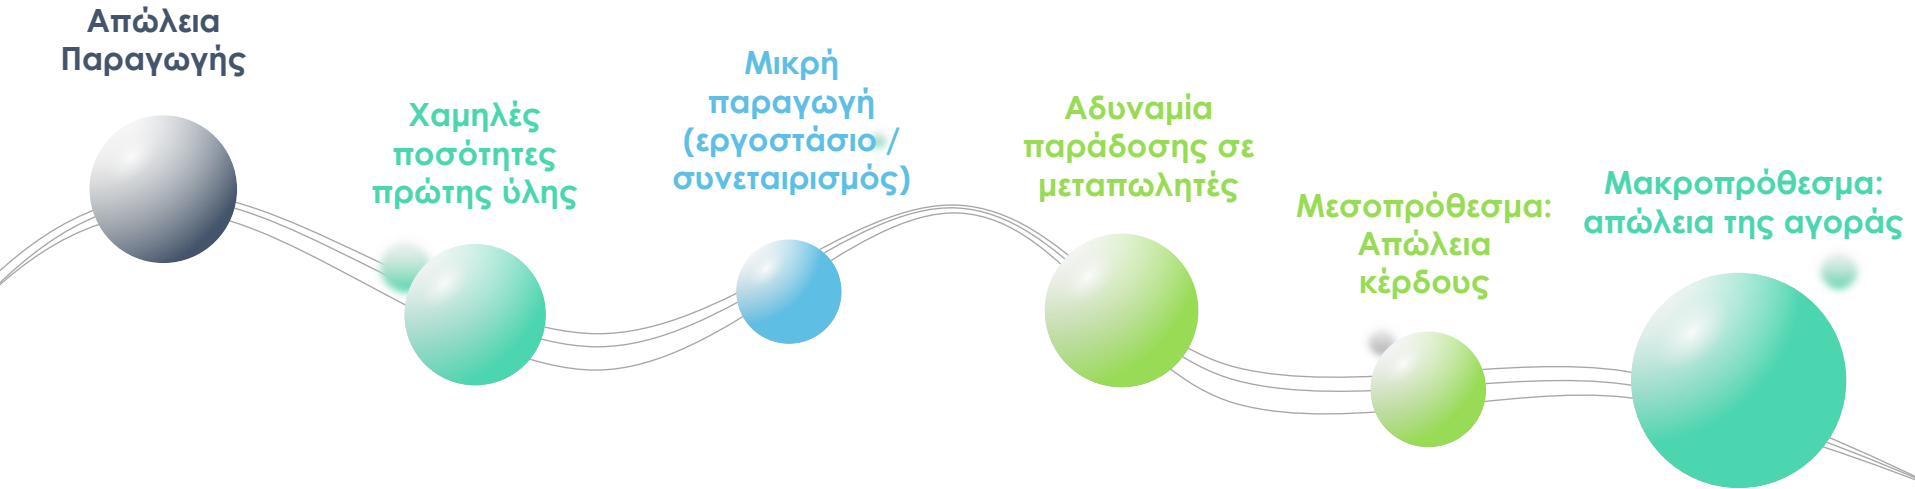 Απώλεια
Παραγωγής
Χαμηλές
ποσότητες
πρώτης ύλης
Μικρή
παραγωγή
(εργοστάσιο /
συνεταιρισμός)
Αδυναμία
παράδοσης σε
μεταπωλητές
Μεσοπρόθεσμα:
Απώλεια
κέρδους
Μακροπρόθεσμα:
απώλεια της αγοράς